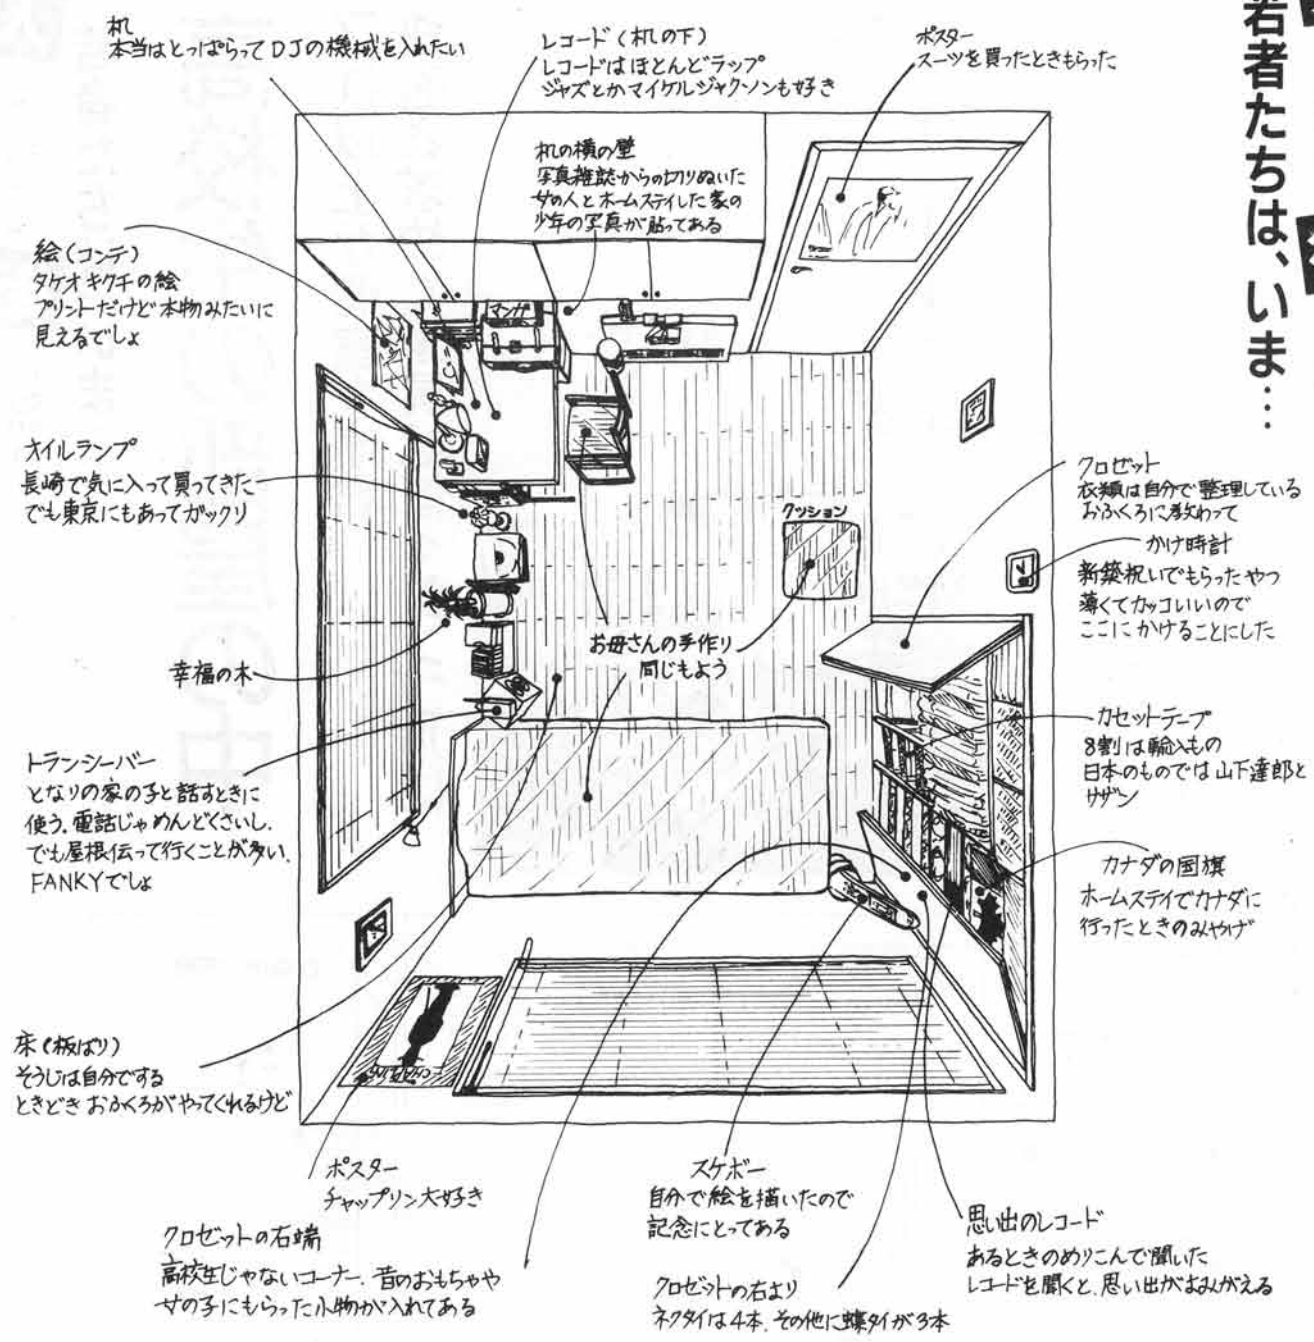 若者たちは、いま…
机
本当はとっぱらってDJの機械を入れたい
レコード(机の下)
レコードはほとんどラップ
ジャズとかマイケルジャクソンも好き
ポスター
スーツを買ったときもらった
机の横の壁
写真雑誌からの切りぬいた
女の人とホームステイした家の
少年の写真が貼ってある
絵(コンテ)
タケオキクチの絵
プリントだけど本物みたいに
見えるでしょ
マンガ
オイルランプ
長崎で気に入って買ってきた
でも東京にもあってガックリ
クッション
クロゼット
衣類は自分で整理している
おふくろに教わって
かけ時計
新築祝いでもらったやつ
薄くてカッコいいので
ここにかけることにした
お母さんの手作り
同じもよう
幸福の木
カセットテープ
8割は輸入もの
日本のものでは山下達郎と
サザン
トランシーバー
となりの家の子と話すときに
使う.電話じゃめんどくさいし.
でも屋根伝って行くことが多い.
FANKYでしょ
カナダの国旗
ホームステイでカナダに
行ったときのみやげ
床(板ばり)
そうじは自分でする
ときどきおふくろがやってくれるけど
CHAPLIN
ポスター
チャップリン大好き
スケボー
自分で絵を描いたので
記念にとってある
思い出のレコード
あるときのめりこんで聞いた
レコードを聞くと、思い出がよみがえる
クロゼットの右端
高校生じゃないコーナー.昔のおもちゃや
女の子にもらった小物が入れてある
クロゼットの右より
ネクタイは4本.その他に蝶タイが3本